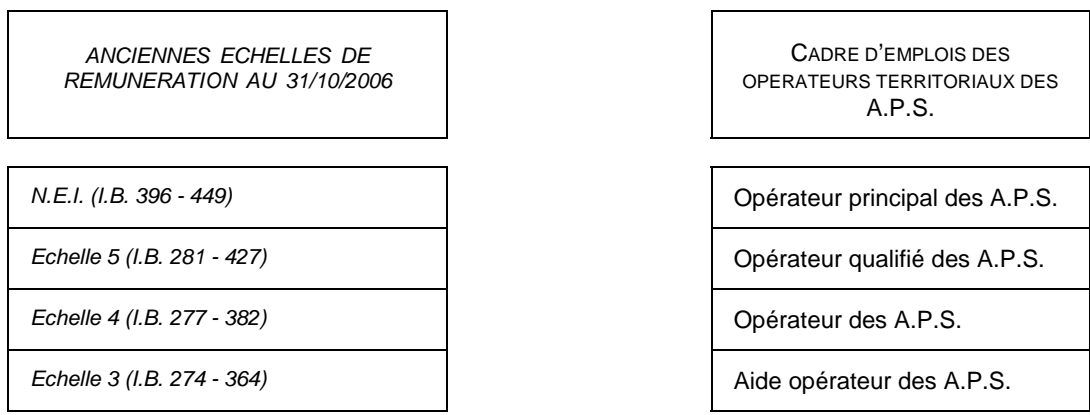 ANCIENNES ECHELLES DE
REMUNERATION AU 31/10/2006
CADRE D'EMPLOIS DES
OPERATEURS TERRITORIAUX DES
A.P.S.
N.E.I. (I.B. 396 - 449)
Opérateur principal des A.P.S.
Echelle 5 (I.B. 281 - 427)
Opérateur qualifié des A.P.S.
Echelle 4 (I.B. 277 - 382)
Opérateur des A.P.S.
Echelle 3 (I.B. 274 - 364)
Aide opérateur des A.P.S.